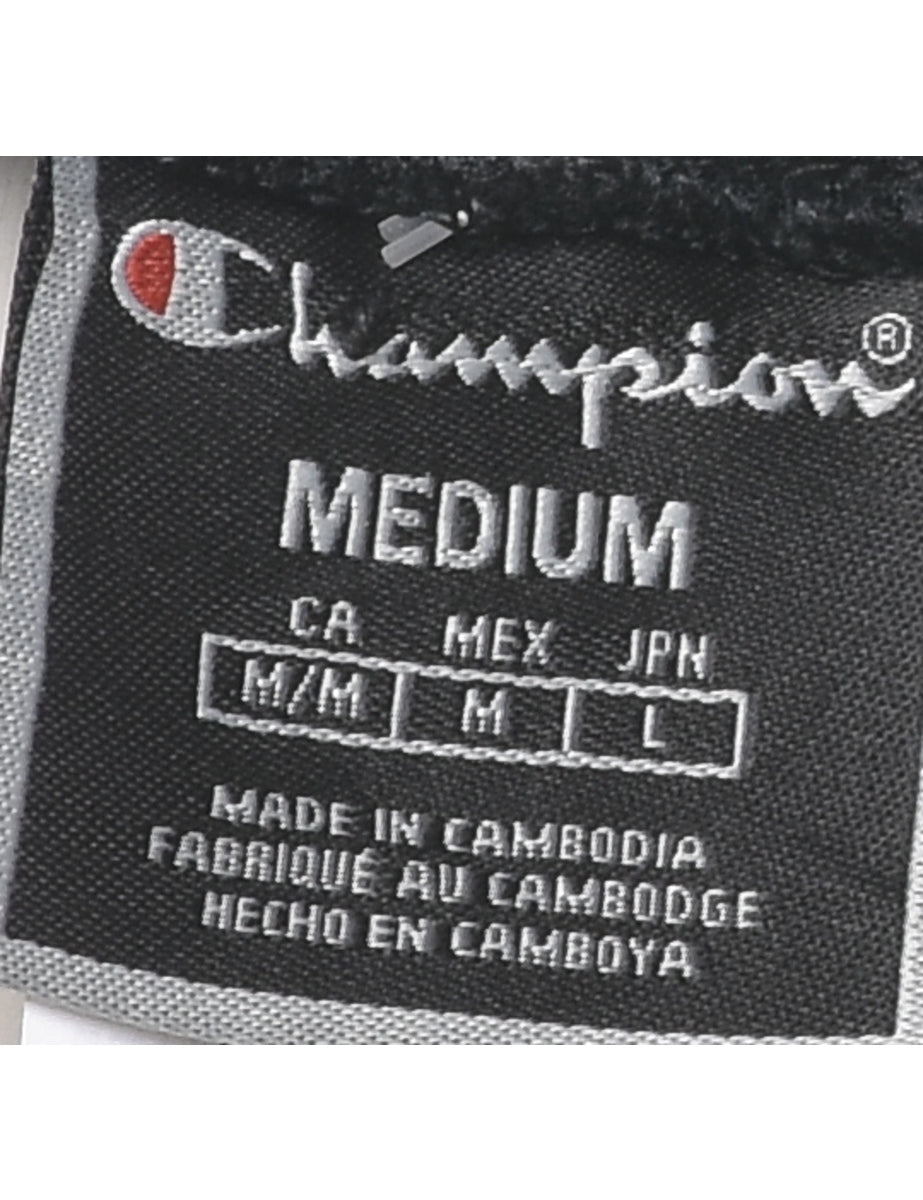 Champion®
MEDIUM
CA MEX JPN
M/M M L
MADE IN CAMBODIA
FABRIQUÉ AU CAMBODGE
HECHO EN CAMBOYA